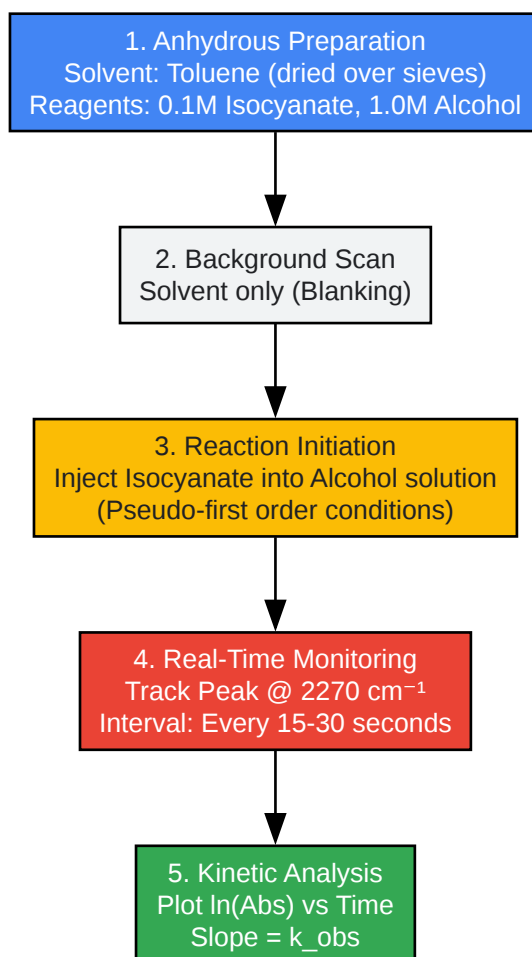 1. Anhydrous Preparation
Solvent: Toluene (dried over sieves)
Reagents: 0.1M Isocyanate, 1.0M Alcohol
2. Background Scan
Solvent only (Blanking)
3. Reaction Initiation
Inject Isocyanate into Alcohol solution
(Pseudo-first order conditions)
4. Real-Time Monitoring
Track Peak @ 2270 cm⁻¹
Interval: Every 15-30 seconds
5. Kinetic Analysis
Plot ln(Abs) vs Time
Slope = k_obs